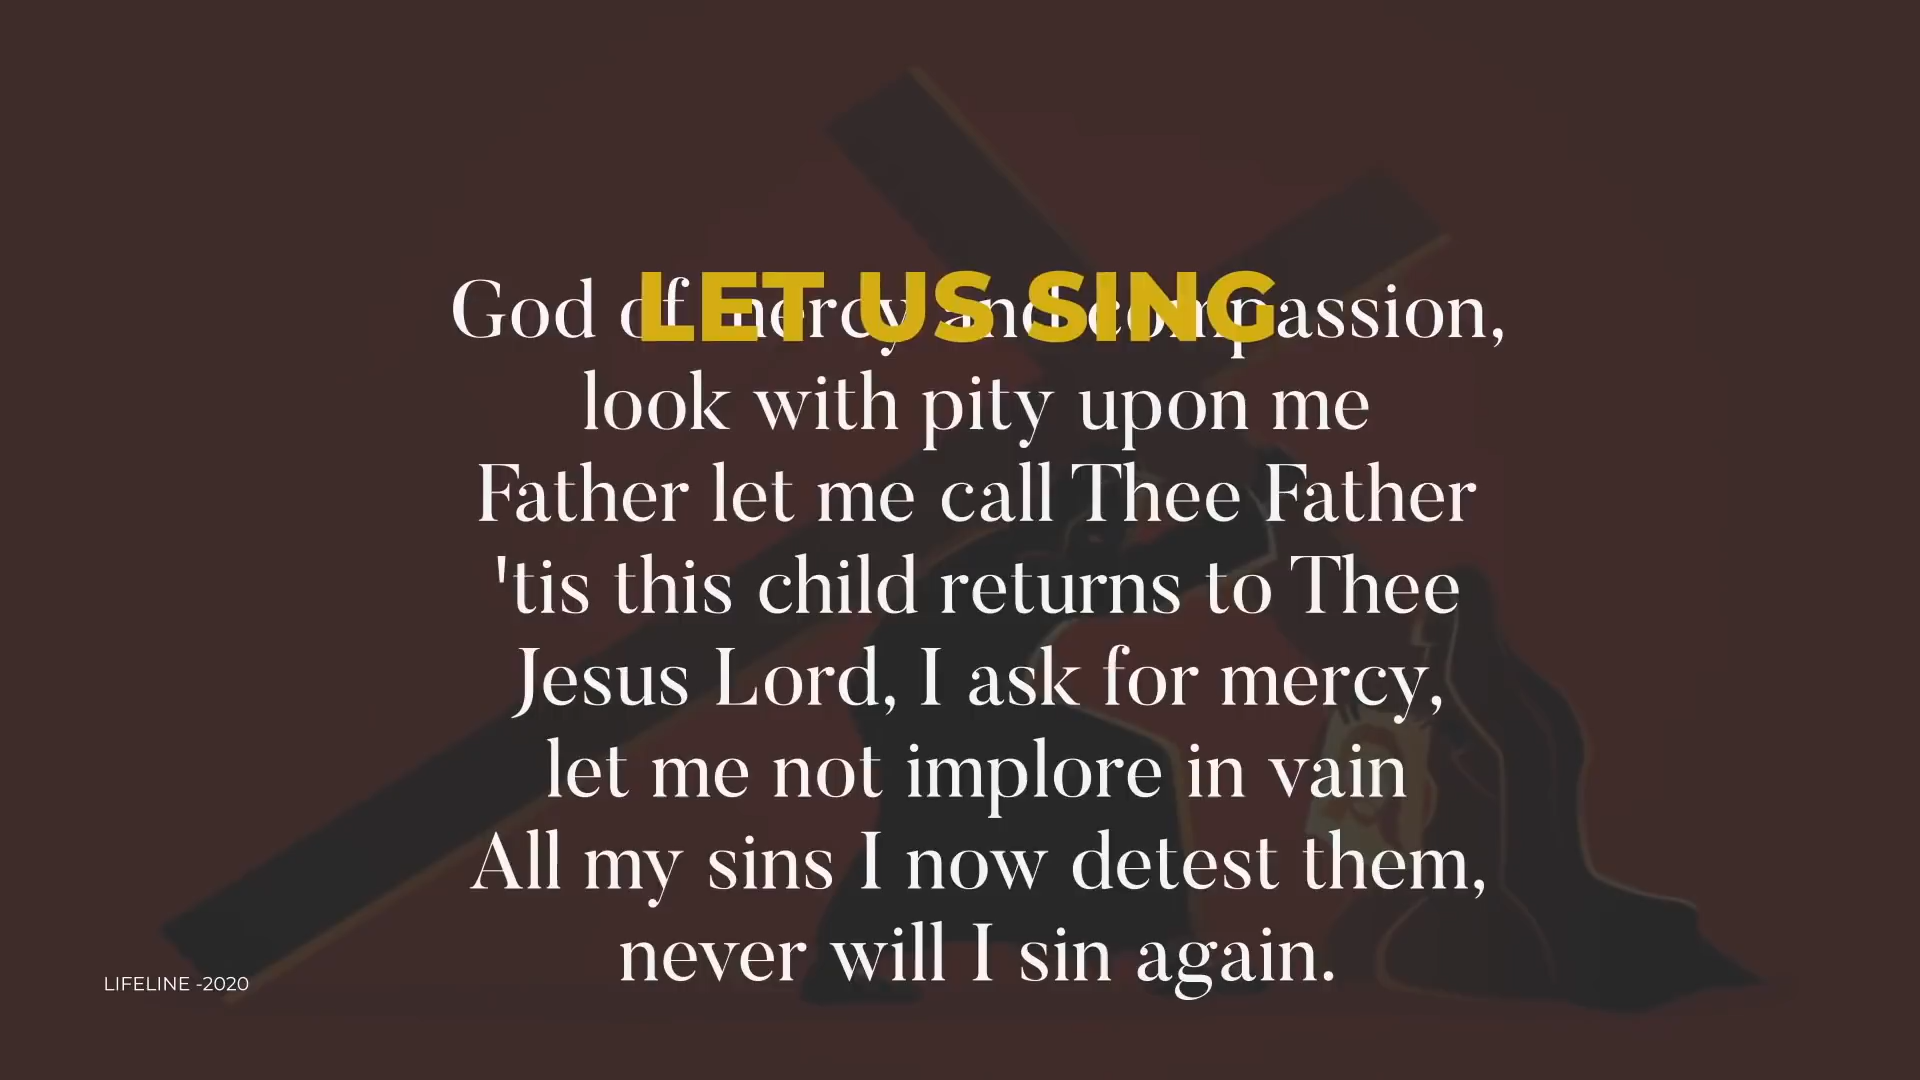 LET US SING
God of mercy and compassion,
look with pity upon me
Father let me call Thee Father
'tis this child returns to Thee
Jesus Lord, I ask for mercy,
let me not implore in vain
All my sins I now detest them,
never will I sin again.
LIFELINE -2020